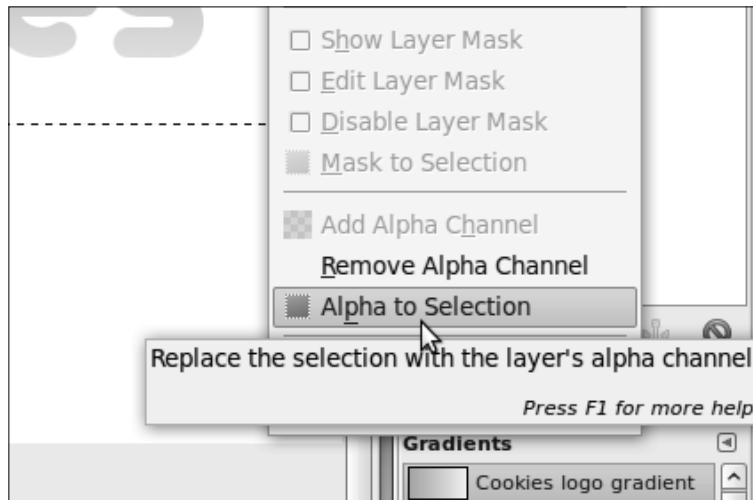 es
Show Layer Mask
Edit Layer Mask
Disable Layer Mask
Mask to Selection
Add Alpha Channel
Remove Alpha Channel
Alpha to Selection
Replace the selection with the layer's alpha channel
Press F1 for more help
Gradients
Cookies logo gradient